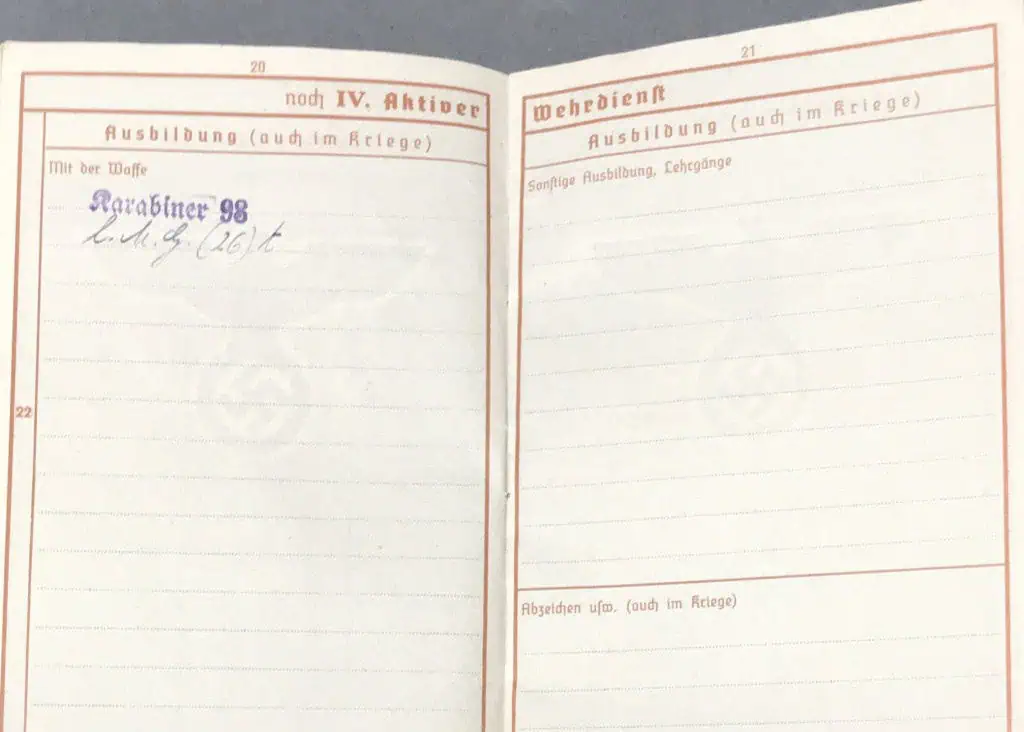 20
noch IV. Aktiver
Ausbildung (auch im Kriege)
Mit der Waffe
Karabiner 98
l. M. G. (26) t
22
21
Wehrdienst
Ausbildung (auch im Kriege)
Sonstige Ausbildung, Lehrgänge
Abzeichen usw. (auch im Kriege)